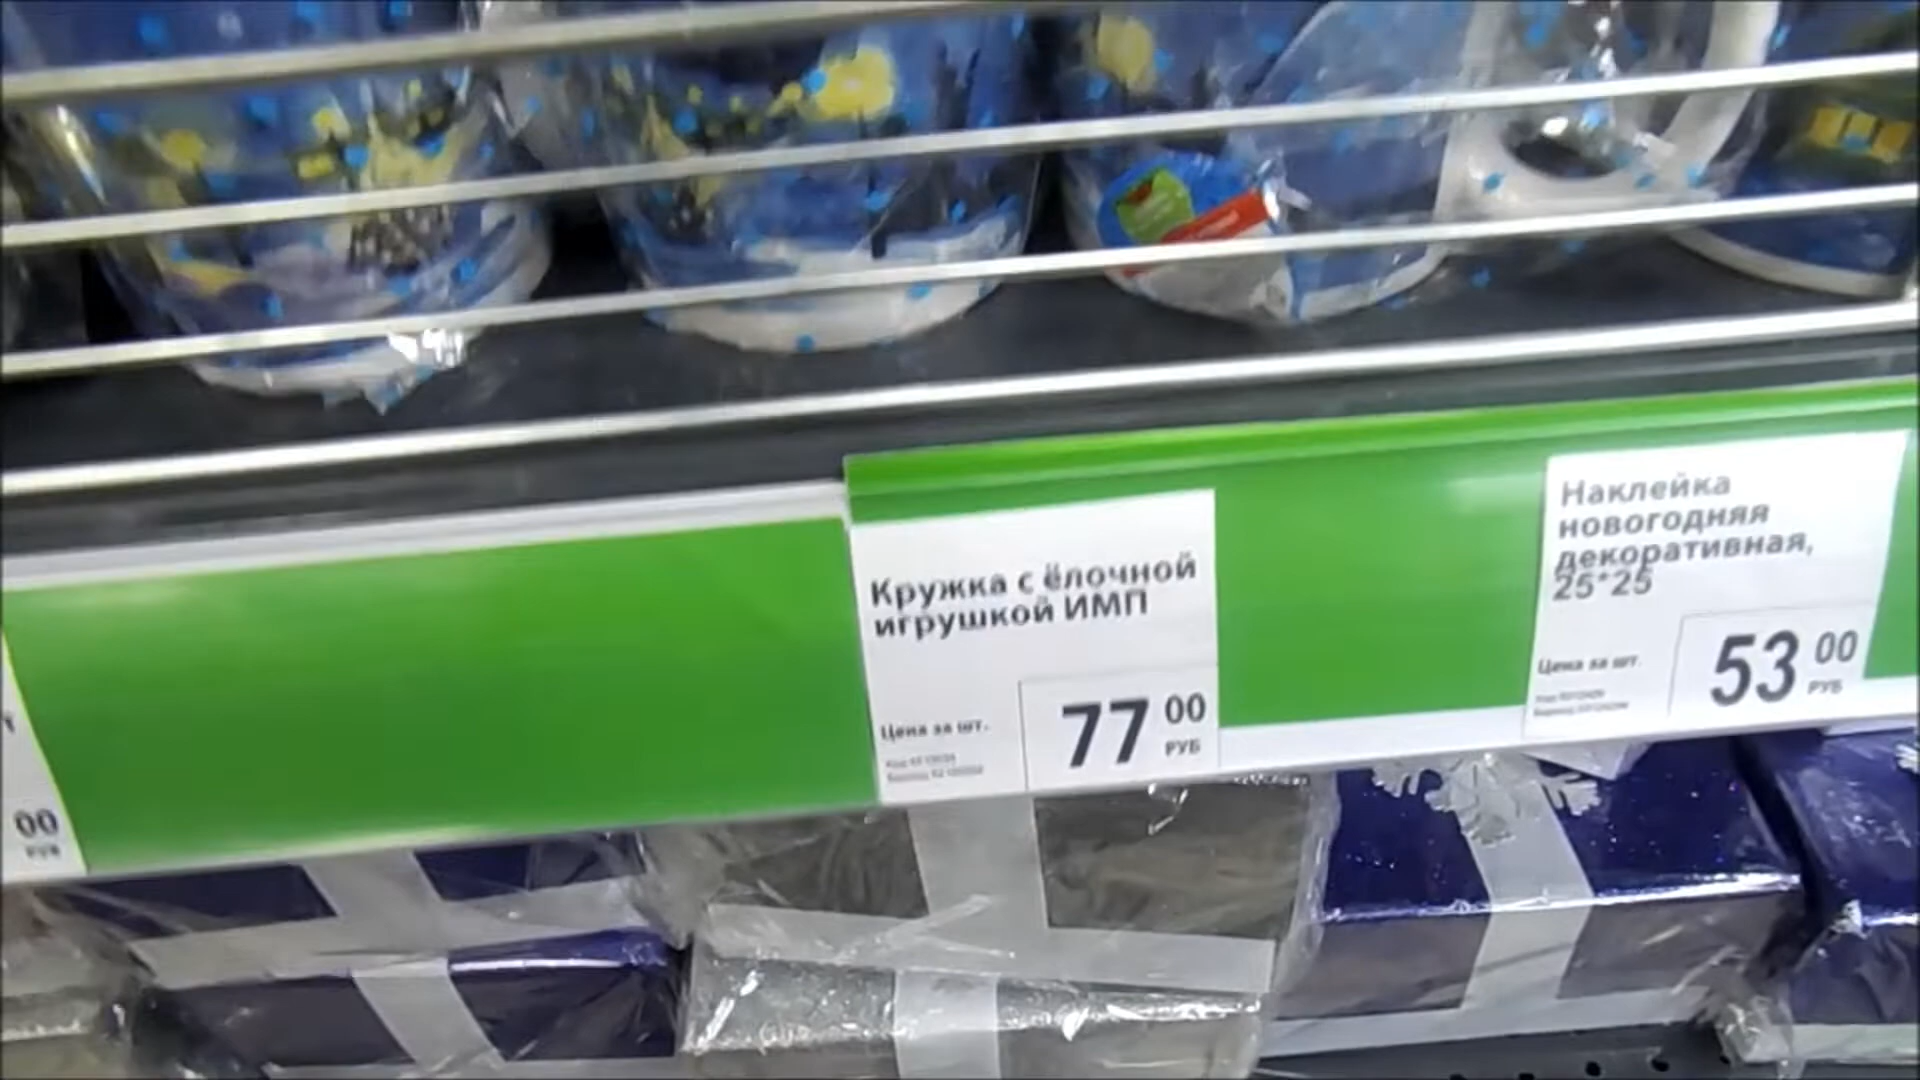 Кружка с ёлочной
игрушкой ИМП
Цена за шт.
77 00
РУБ
Наклейка
новогодняя
декоративная,
25*25
Цена за шт.
53 00
РУБ
00
РУБ